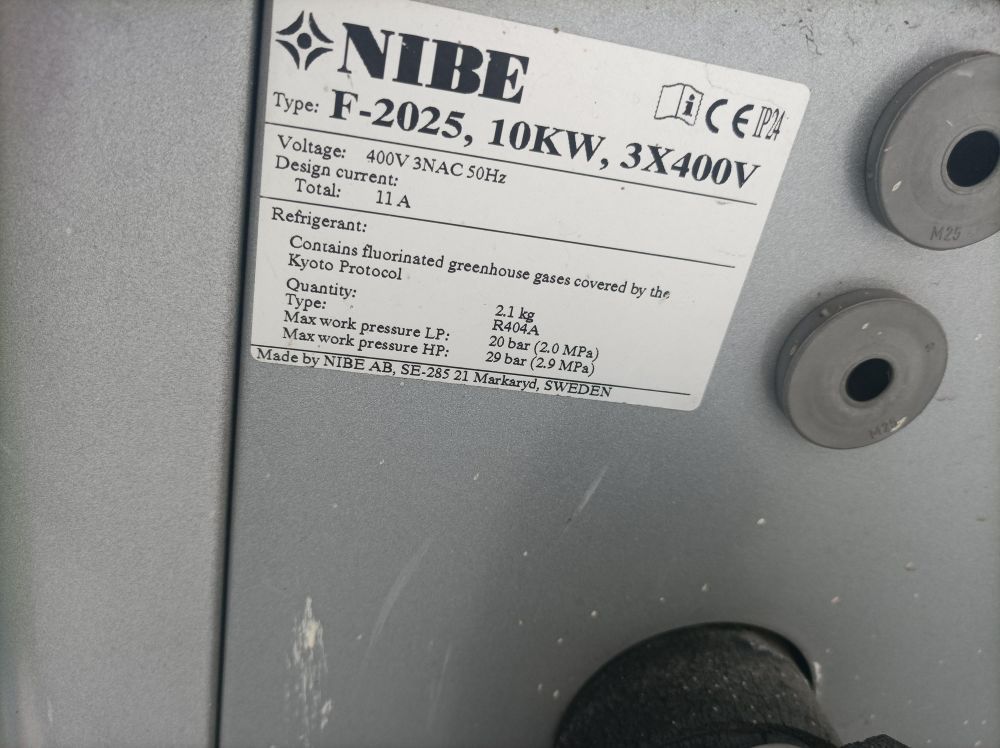 NIBE
i CE IP24
Type: F-2025, 10KW, 3X400V
Voltage: 400V 3NAC 50Hz
Design current:
Total: 11 A
Refrigerant:
Contains fluorinated greenhouse gases covered by the
Kyoto Protocol
Quantity: 2.1 kg
Type: R404A
Max work pressure LP: 20 bar (2.0 MPa)
Max work pressure HP: 29 bar (2.9 MPa)
Made by NIBE AB, SE-285 21 Markaryd, SWEDEN
M25
M25